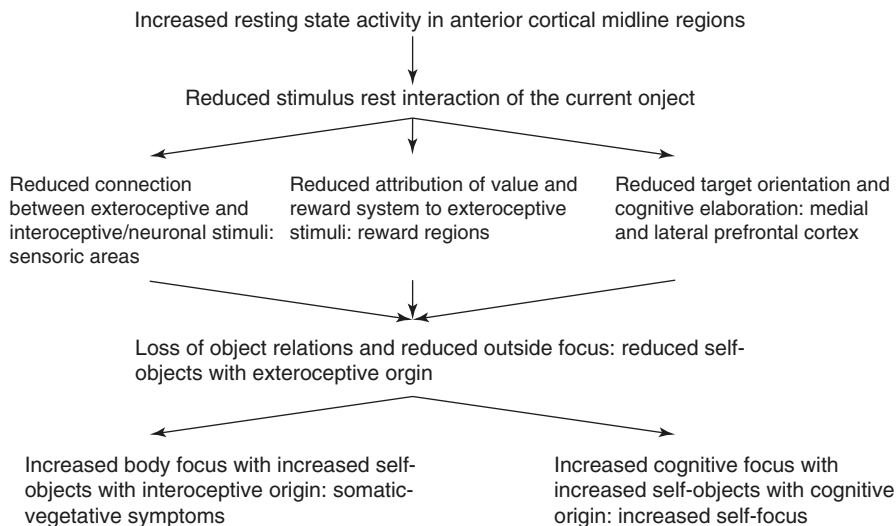 Increased resting state activity in anterior cortical midline regions
Reduced stimulus rest interaction of the current onject
Reduced connection
between exteroceptive and
interoceptive/neuronal stimuli:
sensoric areas
Reduced attribution of value and
reward system to exteroceptive
stimuli: reward regions
Reduced target orientation and
cognitive elaboration: medial
and lateral prefrontal cortex
Loss of object relations and reduced outside focus: reduced self-
objects with exteroceptive orgin
Increased body focus with increased self-
objects with interoceptive origin: somatic-
vegetative symptoms
Increased cognitive focus with
increased self-objects with cognitive
origin: increased self-focus